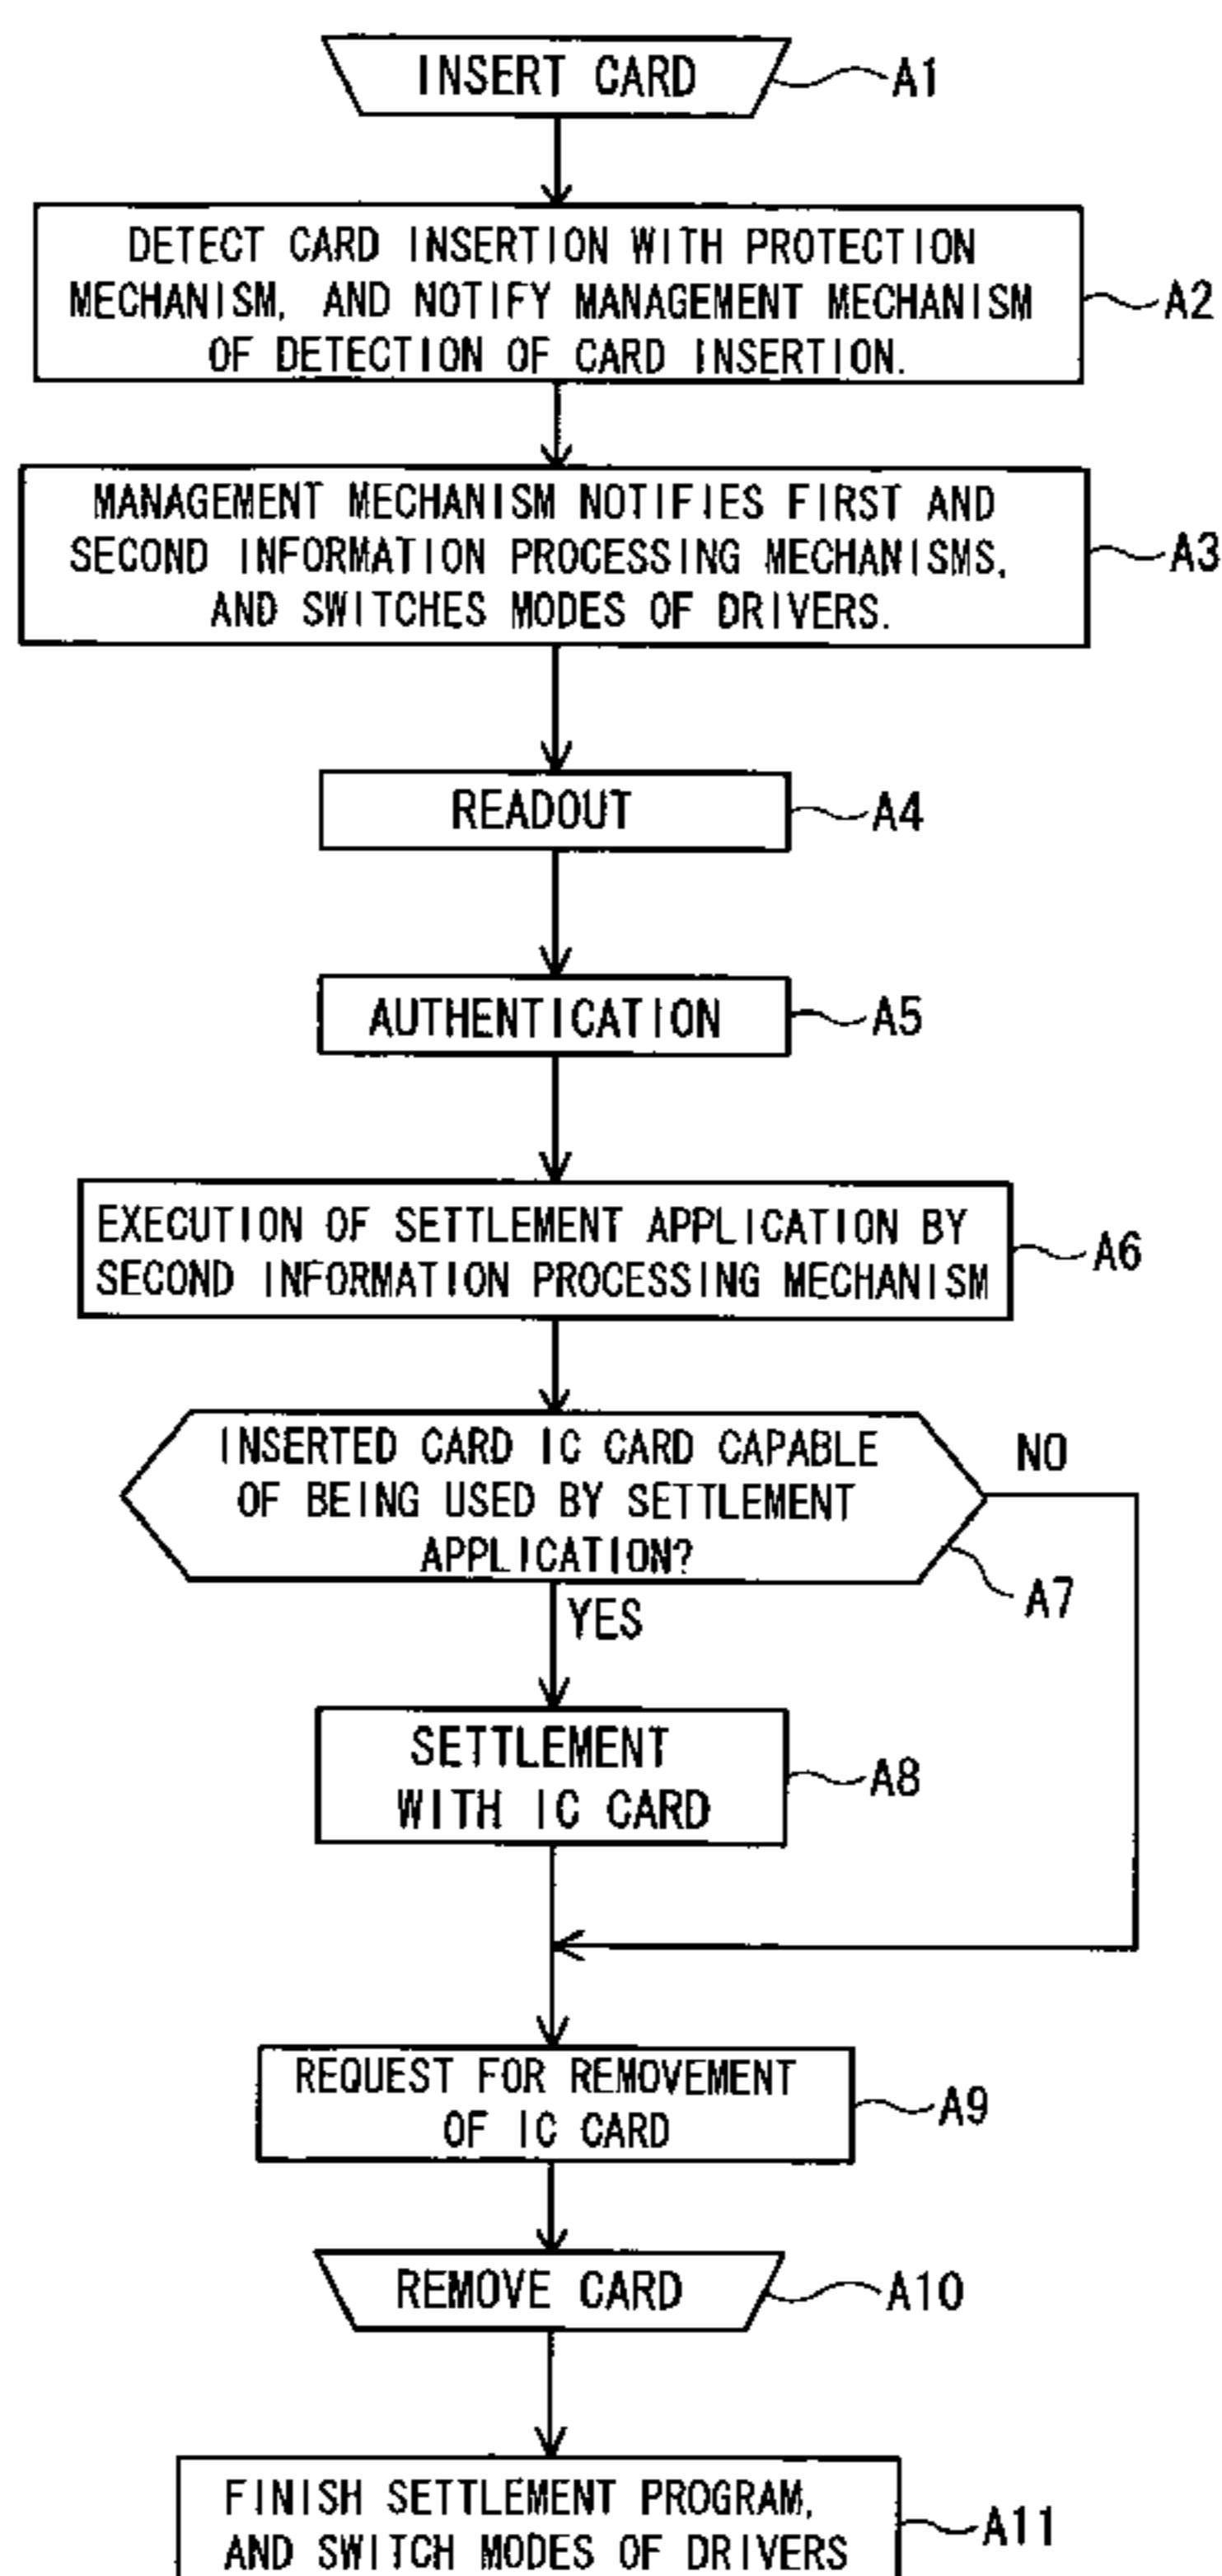 INSERT CARD
A1
DETECT CARD INSERTION WITH PROTECTION
MECHANISM, AND NOTIFY MANAGEMENT MECHANISM
OF DETECTION OF CARD INSERTION.
A2
MANAGEMENT MECHANISM NOTIFIES FIRST AND
SECOND INFORMATION PROCESSING MECHANISMS,
AND SWITCHES MODES OF DRIVERS.
A3
READOUT
A4
AUTHENTICATION
A5
EXECUTION OF SETTLEMENT APPLICATION BY
SECOND INFORMATION PROCESSING MECHANISM
A6
INSERTED CARD IC CARD CAPABLE
OF BEING USED BY SETTLEMENT
APPLICATION?
NO
A7
YES
SETTLEMENT
WITH IC CARD
A8
REQUEST FOR REMOVEMENT
OF IC CARD
A9
REMOVE CARD
A10
FINISH SETTLEMENT PROGRAM,
AND SWITCH MODES OF DRIVERS
A11